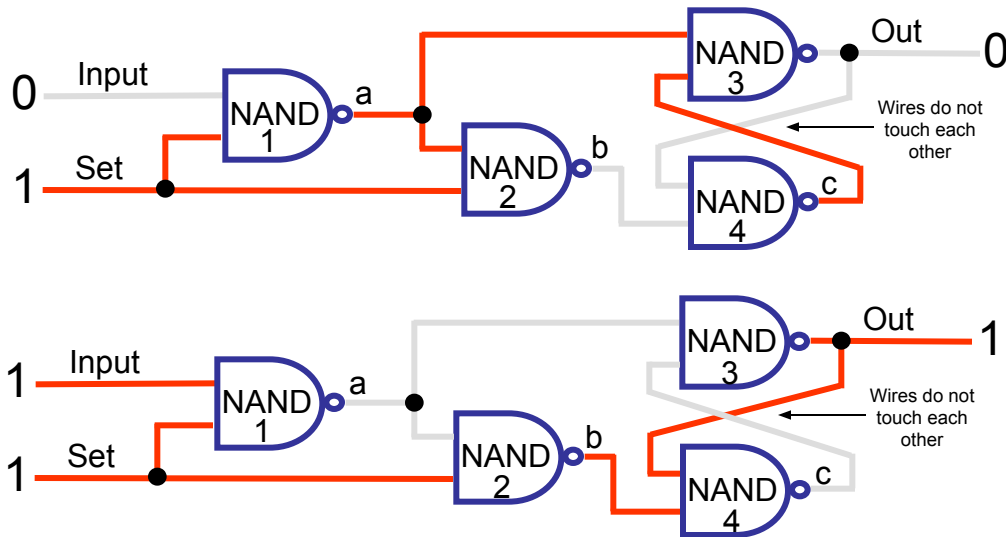 Input
0
Set
1
NAND
1
a
NAND
2
b
NAND
3
NAND
4
c
Out
0
Wires do not
touch each
other
Input
1
Set
1
NAND
1
a
NAND
2
b
NAND
3
NAND
4
c
Out
1
Wires do not
touch each
other